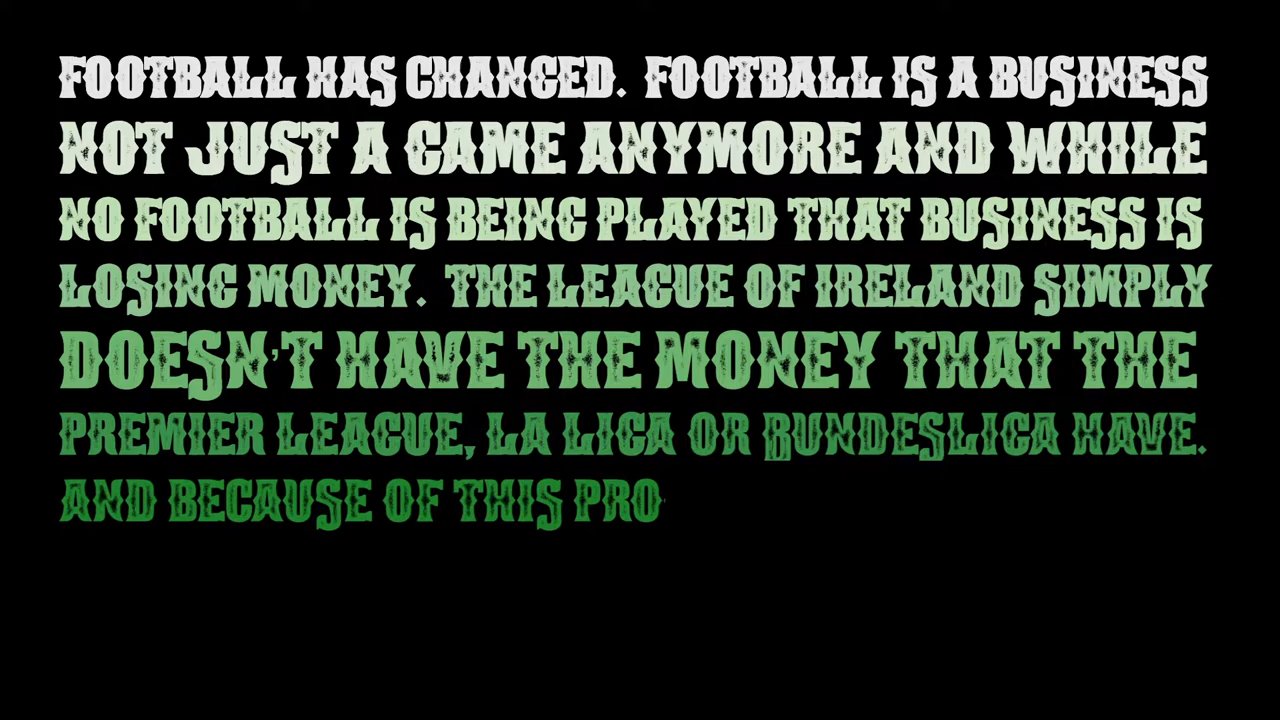 FOOTBALL HAS CHANGED. FOOTBALL IS A BUSINESS
NOT JUST A GAME ANYMORE AND WHILE
NO FOOTBALL IS BEING PLAYED THAT BUSINESS IS
LOSING MONEY. THE LEAGUE OF IRELAND SIMPLY
DOESN'T HAVE THE MONEY THAT THE
PREMIER LEAGUE, LA LIGA OR BUNDESLIGA HAVE.
AND BECAUSE OF THIS PRO